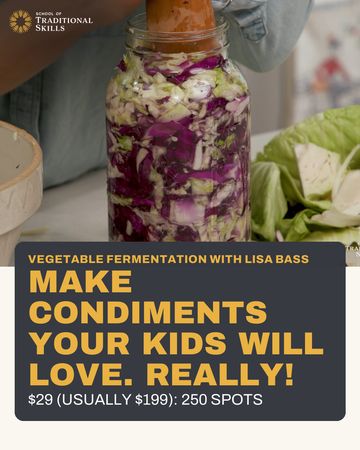 SCHOOL OF
TRADITIONAL
SKILLS
VEGETABLE FERMENTATION WITH LISA BASS
MAKE
CONDIMENTS
YOUR KIDS WILL
LOVE. REALLY!
$29 (USUALLY $199): 250 SPOTS